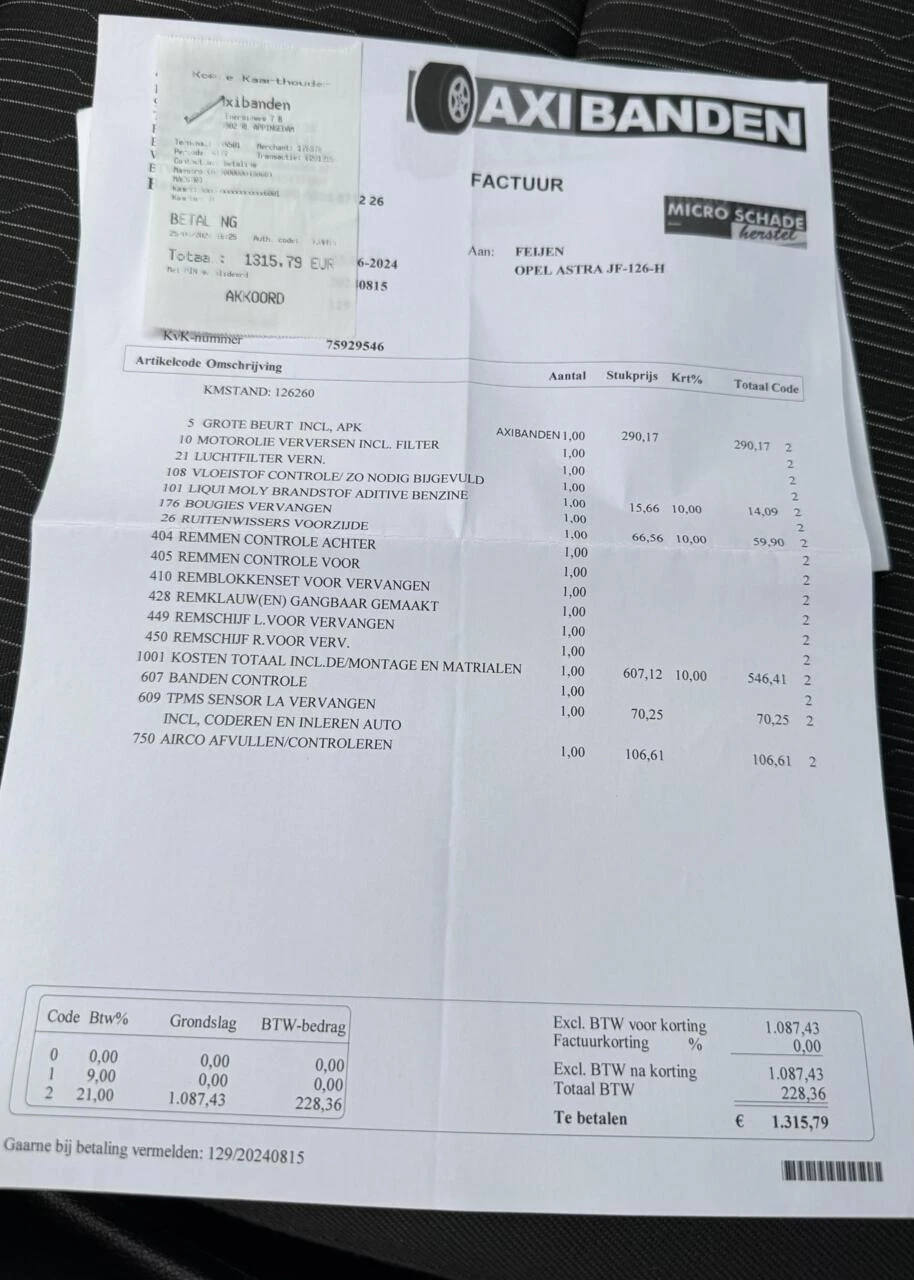 Kaarthouder
Axibanden
APPINGEDAM
Merchant:
Transactie:
BETALING
Auth. code:
Totaal : 1315.79 EUR
AKKOORD
AXIBANDEN
FACTUUR
MICRO SCHADE
herstel
2 26
Aan: FEIJEN
OPEL ASTRA JF-126-H
6-2024
0815
KvK-nummer 75929546
Artikelcode Omschrijving Aantal Stukprijs Krt% Totaal Code
KMSTAND: 126260
5 GROTE BEURT INCL, APK AXIBANDEN 1,00 290,17 290,17 2
10 MOTOROLIE VERVERSEN INCL. FILTER 1,00 2
21 LUCHTFILTER VERN. 1,00 2
108 VLOEISTOF CONTROLE/ ZO NODIG BIJGEVULD 1,00 2
101 LIQUI MOLY BRANDSTOF ADITIVE BENZINE 1,00 15,66 10,00 14,09 2
176 BOUGIES VERVANGEN 1,00 2
26 RUITENWISSERS VOORZIJDE 1,00 66,56 10,00 59,90 2
404 REMMEN CONTROLE ACHTER 1,00 2
405 REMMEN CONTROLE VOOR 1,00 2
410 REMBLOKKENSET VOOR VERVANGEN 1,00 2
428 REMKLAUW(EN) GANGBAAR GEMAAKT 1,00 2
449 REMSCHIJF L.VOOR VERVANGEN 1,00 2
450 REMSCHIJF R.VOOR VERV. 1,00 2
1001 KOSTEN TOTAAL INCL.DE/MONTAGE EN MATRIALEN 1,00 607,12 10,00 546,41 2
607 BANDEN CONTROLE 1,00 2
609 TPMS SENSOR LA VERVANGEN 1,00 70,25 70,25 2
INCL, CODEREN EN INLEREN AUTO
750 AIRCO AFVULLEN/CONTROLEREN 1,00 106,61 106,61 2
Code Btw% Grondslag BTW-bedrag
0 0,00 0,00 0,00
1 9,00 0,00 0,00
2 21,00 1.087,43 228,36
Excl. BTW voor korting 1.087,43
Factuurkorting % 0,00
Excl. BTW na korting 1.087,43
Totaal BTW 228,36
Te betalen € 1.315,79
Gaarne bij betaling vermelden: 129/20240815